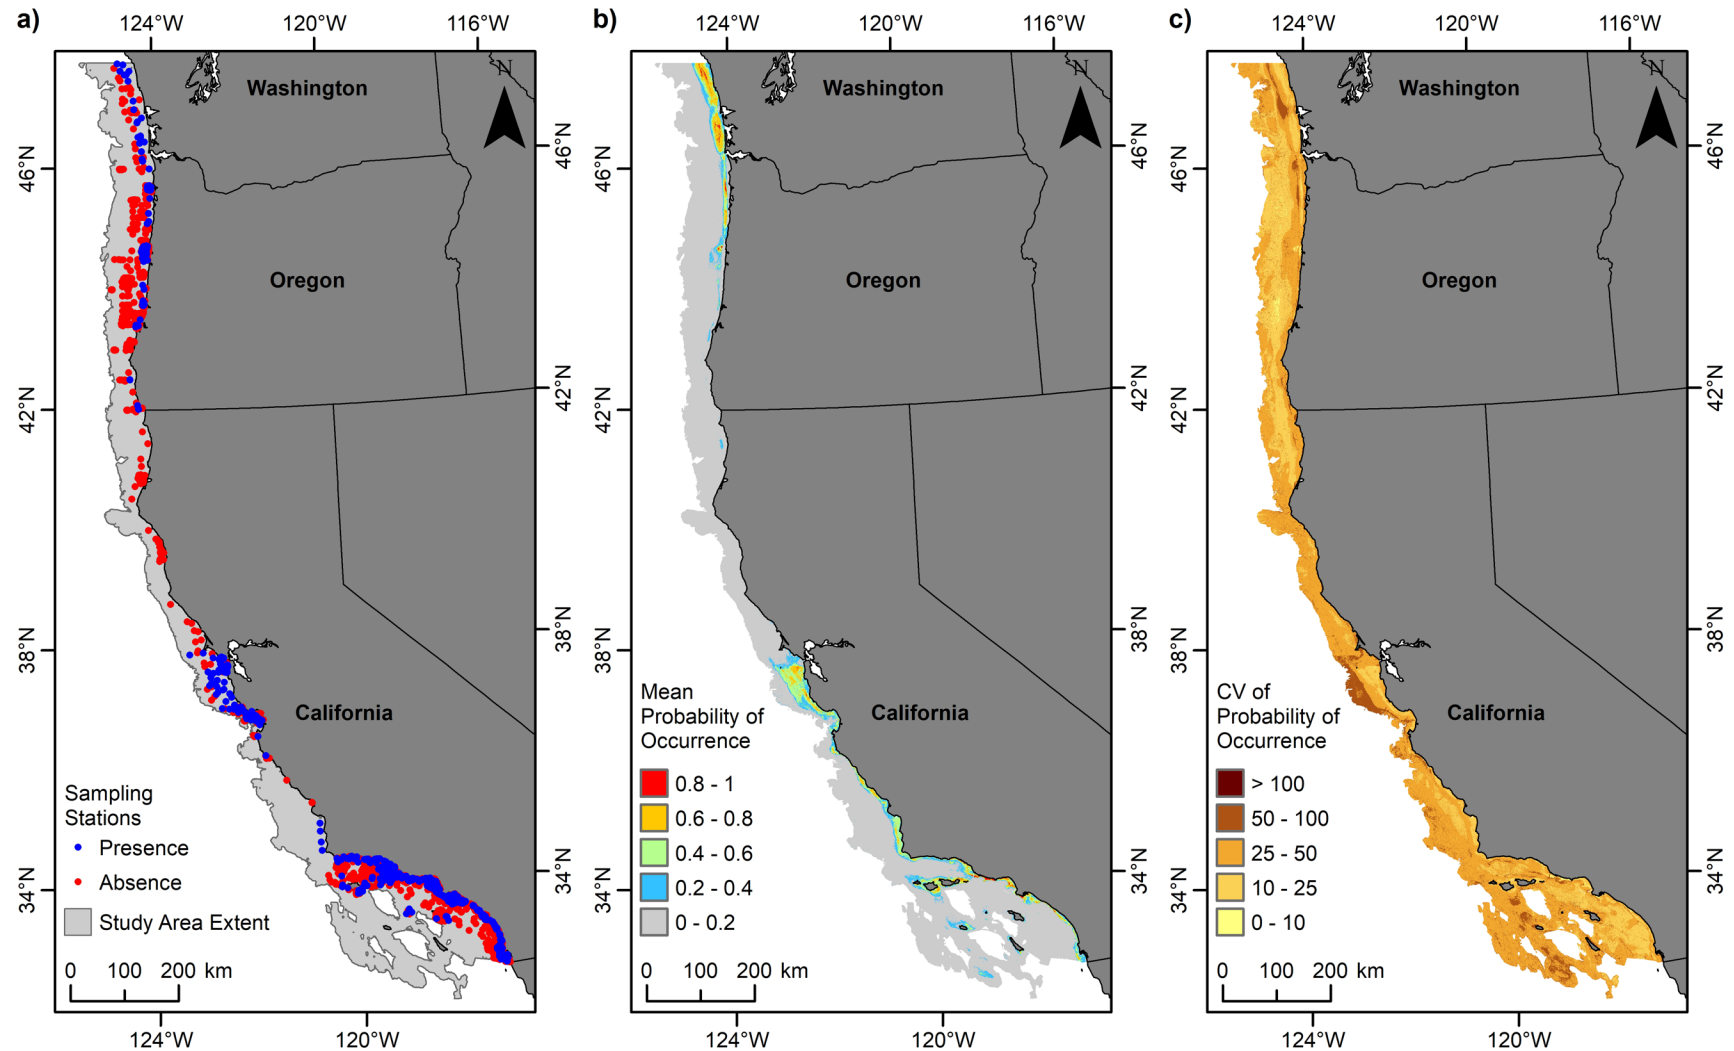 a)
124°W
120°W
116°W
N
Washington
46°N
46°N
Oregon
42°N
42°N
38°N
38°N
California
Sampling
Stations
Presence
Absence
Study Area Extent
34°N
34°N
0
100
200 km
124°W
120°W
b)
124°W
120°W
116°W
N
Washington
46°N
46°N
Oregon
42°N
42°N
38°N
38°N
California
Mean
Probability of
Occurrence
0.8 - 1
0.6 - 0.8
0.4 - 0.6
0.2 - 0.4
0 - 0.2
34°N
34°N
0
100
200 km
124°W
120°W
c)
124°W
120°W
116°W
N
Washington
46°N
46°N
Oregon
42°N
42°N
38°N
38°N
California
CV of
Probability of
Occurrence
> 100
50 - 100
25 - 50
10 - 25
0 - 10
34°N
34°N
0
100
200 km
124°W
120°W